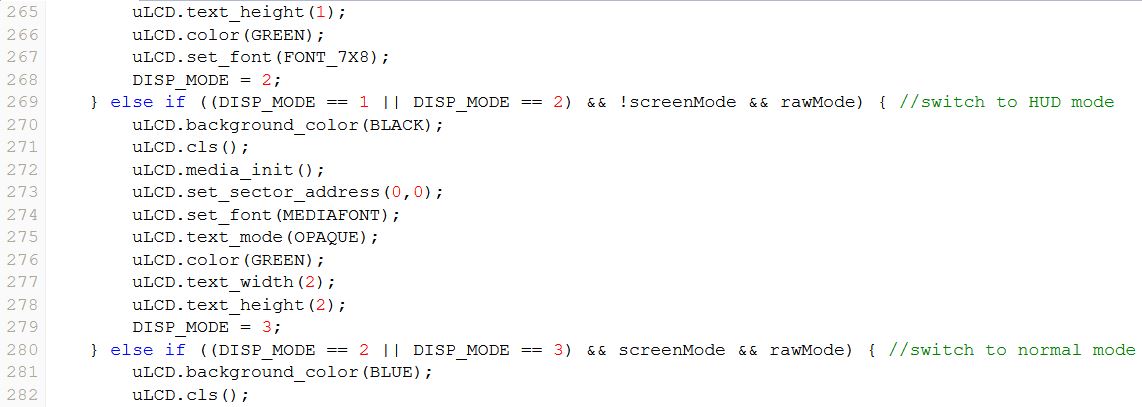 265 uLCD.text_height(1);
266 uLCD.color(GREEN);
267 uLCD.set_font(FONT_7X8);
268 DISP_MODE = 2;
269 } else if ((DISP_MODE == 1 || DISP_MODE == 2) && !screenMode && rawMode) { //switch to HUD mode
270 uLCD.background_color(BLACK);
271 uLCD.cls();
272 uLCD.media_init();
273 uLCD.set_sector_address(0,0);
274 uLCD.set_font(MEDIAFONT);
275 uLCD.text_mode(OPAQUE);
276 uLCD.color(GREEN);
277 uLCD.text_width(2);
278 uLCD.text_height(2);
279 DISP_MODE = 3;
280 } else if ((DISP_MODE == 2 || DISP_MODE == 3) && screenMode && rawMode) { //switch to normal mode
281 uLCD.background_color(BLUE);
282 uLCD.cls();